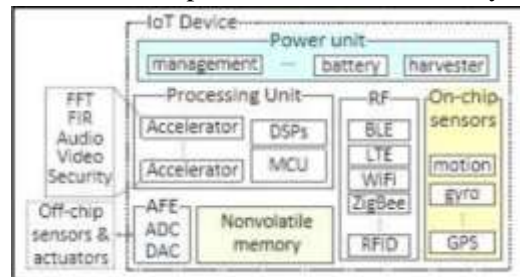 IoT Device
Power unit
management
battery
harvester
FFT
FIR
Audio
Video
Security
Processing Unit
Accelerator
Accelerator
DSPs
MCU
RF
BLE
LTE
WiFi
ZigBee
RFID
On-chip
sensors
motion
gyro
GPS
Off-chip
sensors &
actuators
AFE
ADC
DAC
Nonvolatile
memory